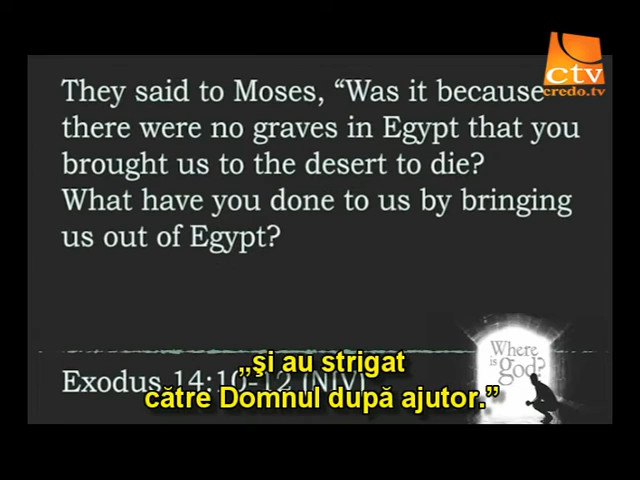 ctv
credo.tv
They said to Moses, “Was it because
there were no graves in Egypt that you
brought us to the desert to die?
What have you done to us by bringing
us out of Egypt?
Where
is
god?
Exodus 14:10-12 (NIV)
„şi au strigat
către Domnul după ajutor.”